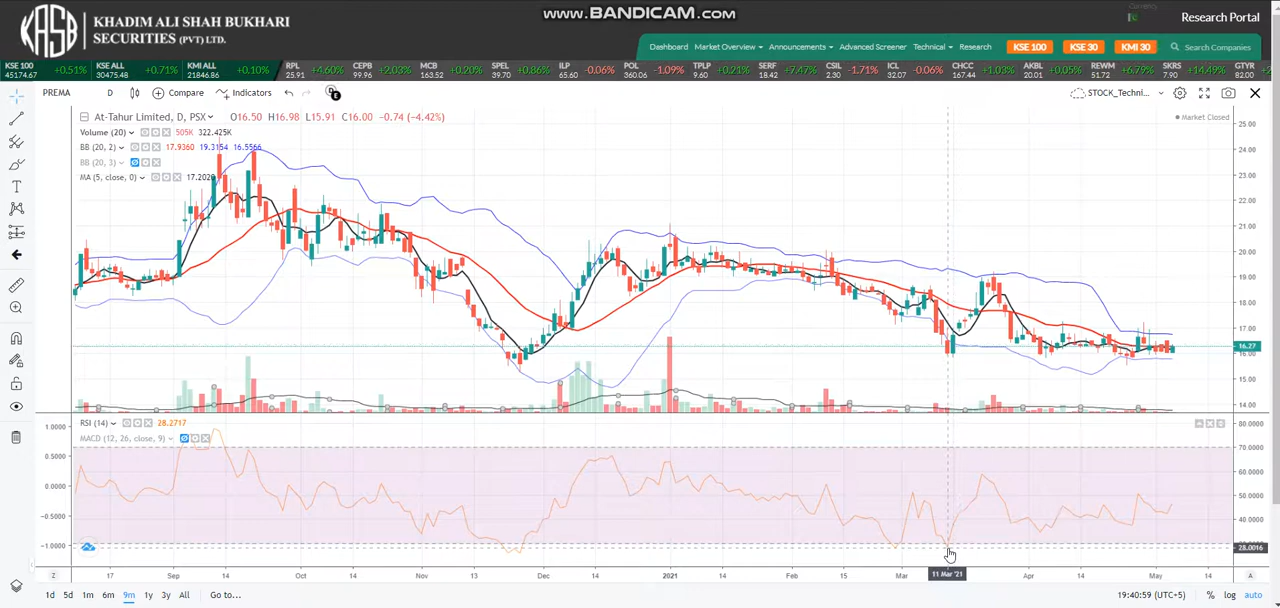 www.BANDICAM.com
KASB
KHADIM ALI SHAH BUKHARI
SECURITIES (PVT) LTD.
Currency
Research Portal
Dashboard Market Overview Announcements Advanced Screener Technical Research KSE 100 KSE 30 KMI 30 Search Companies
KSE 100 45174.67 +0.51% KSE ALL 30475.48 +0.71% KMI ALL 21846.86 +0.10% RPL 25.91 +4.60% CEPB 99.96 +2.03% MCB 163.52 +0.20% SPEL 39.70 +0.86% ILP 65.60 -0.06% POL 360.06 -1.09% TPLP 9.60 +0.21% SERF 18.42 +7.47% CSIL 2.30 -1.71% ICL 32.07 -0.06% CHCC 167.44 +1.03% AKBL 20.01 +0.05% REWM 51.72 +6.79% SKRS 7.90 +14.49% GTYR 82.00
PREMA D Compare Indicators STOCK_Techni...
At-Tahur Limited, D, PSX O16.50 H16.98 L15.91 C16.00 -0.74 (-4.42%)
Market Closed
Volume (20) 505K 322.425K
BB (20, 2) 17.9360 19.3154 16.5566
BB (20, 3)
MA (5, close, 0) 17.2020
25.00
24.00
23.00
22.00
21.00
20.00
19.00
18.00
17.00
16.27
16.00
15.00
14.00
RSI (14) 28.2717
MACD (12, 26, close, 9)
1.0000
0.5000
0.0000
-0.5000
-1.0000
80.0000
70.0000
60.0000
50.0000
40.0000
28.0016
Z 17 Sep 14 Oct 14 Nov 17 Dec 14 2021 14 Feb 15 Mar 11 Mar '21 Apr 14 May 14 A
1d 5d 1m 6m 9m 1y 3y All Go to... 19:40:59 (UTC+5) % log auto